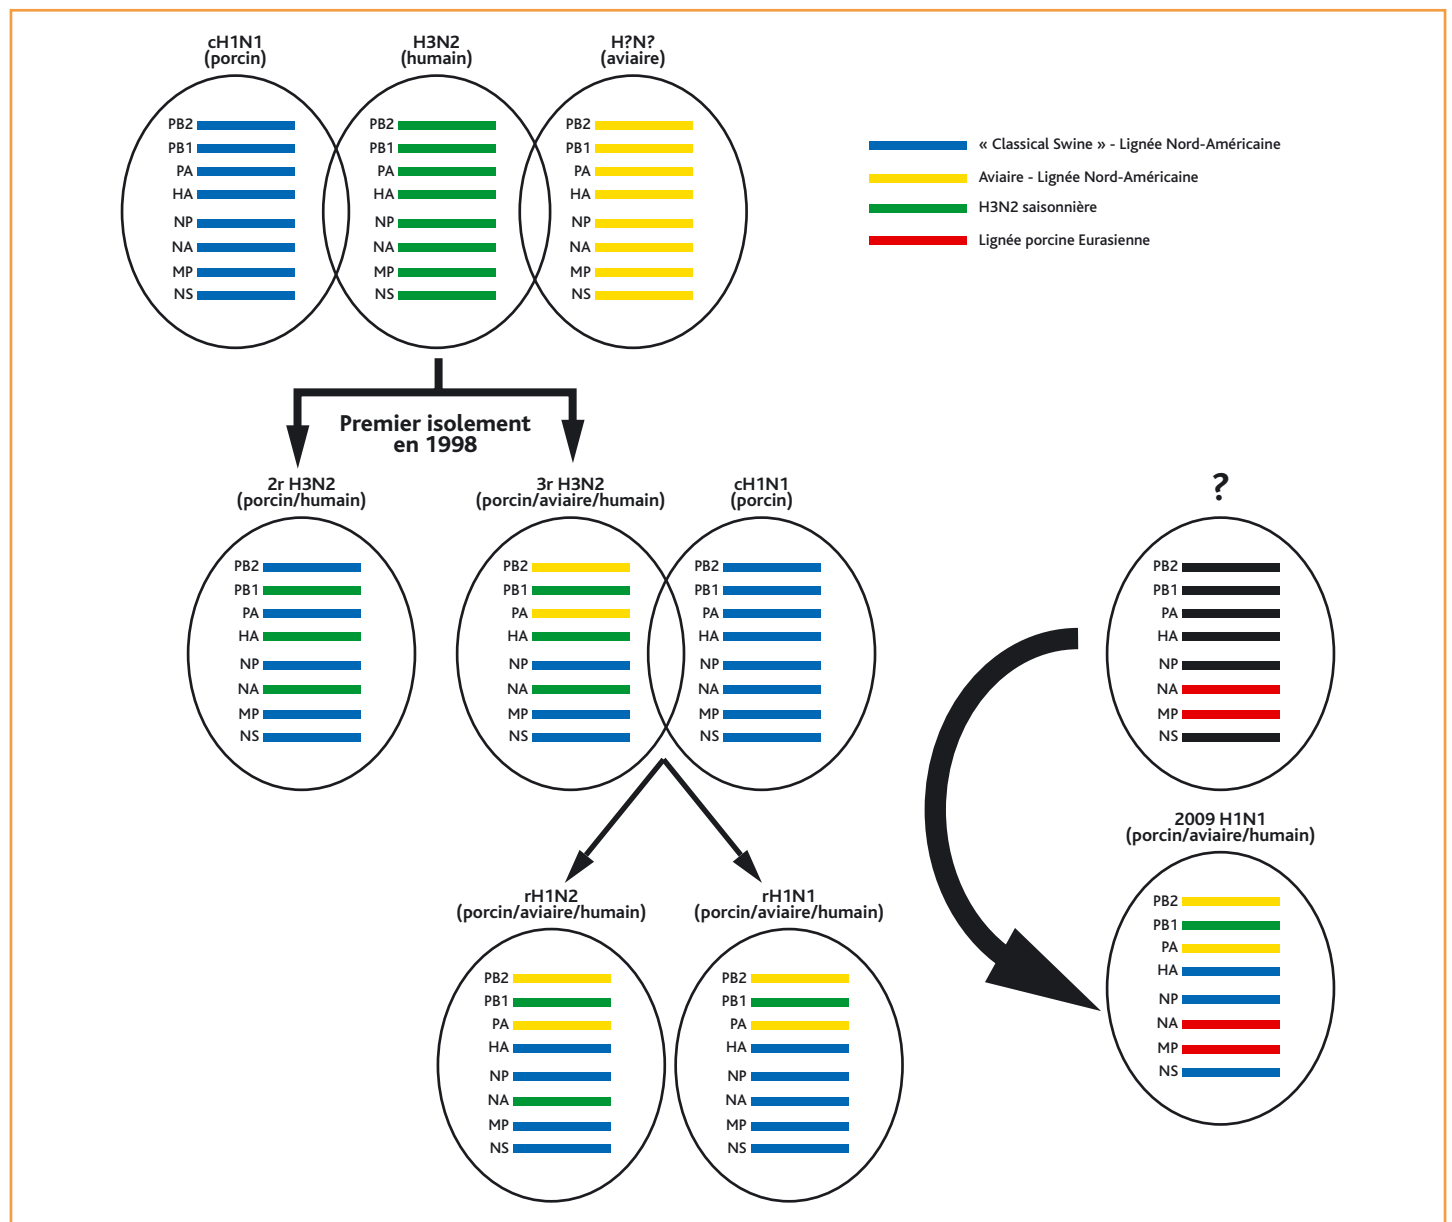 cH1N1
(porcin)
H3N2
(humain)
H?N?
(aviaire)
PB2
PB1
PA
HA
NP
NA
MP
NS
PB2
PB1
PA
HA
NP
NA
MP
NS
PB2
PB1
PA
HA
NP
NA
MP
NS
« Classical Swine » - Lignée Nord-Américaine
Aviaire - Lignée Nord-Américaine
H3N2 saisonnière
Lignée porcine Eurasienne
Premier isolement
en 1998
2r H3N2
(porcin/humain)
3r H3N2
(porcin/aviaire/humain)
cH1N1
(porcin)
?
PB2
PB1
PA
HA
NP
NA
MP
NS
PB2
PB1
PA
HA
NP
NA
MP
NS
PB2
PB1
PA
HA
NP
NA
MP
NS
PB2
PB1
PA
HA
NP
NA
MP
NS
2009 H1N1
(porcin/aviaire/humain)
PB2
PB1
PA
HA
NP
NA
MP
NS
rH1N2
(porcin/aviaire/humain)
rH1N1
(porcin/aviaire/humain)
PB2
PB1
PA
HA
NP
NA
MP
NS
PB2
PB1
PA
HA
NP
NA
MP
NS